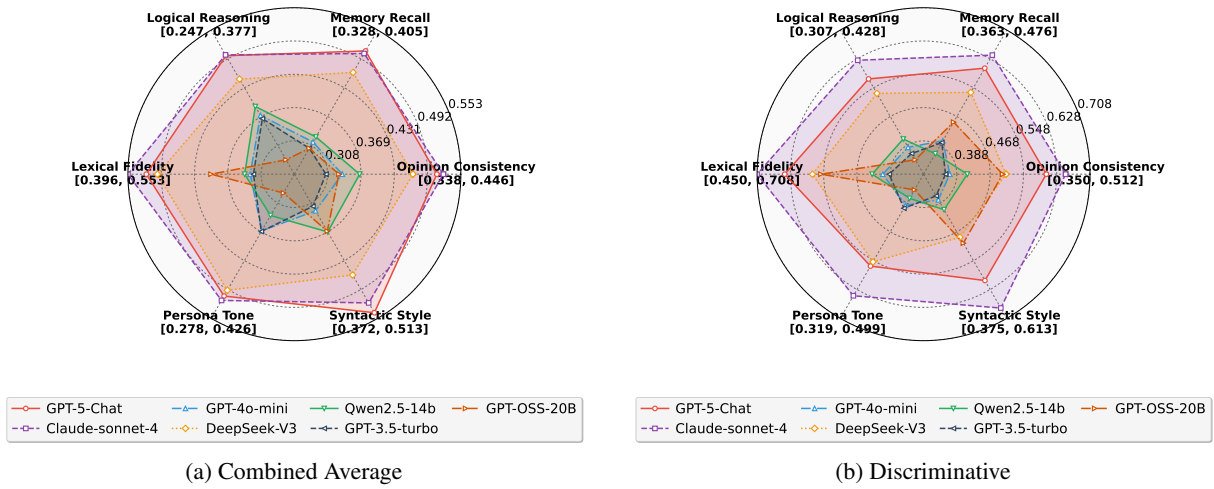 Logical Reasoning
[0.247, 0.377]
Memory Recall
[0.328, 0.405]
0.553
0.492
0.431
0.369
0.308
Lexical Fidelity
[0.396, 0.553]
Opinion Consistency
[0.338, 0.446]
Persona Tone
[0.278, 0.426]
Syntactic Style
[0.372, 0.513]
GPT-5-Chat
GPT-4o-mini
Qwen2.5-14b
GPT-OSS-20B
Claude-sonnet-4
DeepSeek-V3
GPT-3.5-turbo
(a) Combined Average
Logical Reasoning
[0.307, 0.428]
Memory Recall
[0.363, 0.476]
0.708
0.628
0.548
0.468
0.388
Lexical Fidelity
[0.450, 0.708]
Opinion Consistency
[0.350, 0.512]
Persona Tone
[0.319, 0.499]
Syntactic Style
[0.375, 0.613]
GPT-5-Chat
GPT-4o-mini
Qwen2.5-14b
GPT-OSS-20B
Claude-sonnet-4
DeepSeek-V3
GPT-3.5-turbo
(b) Discriminative